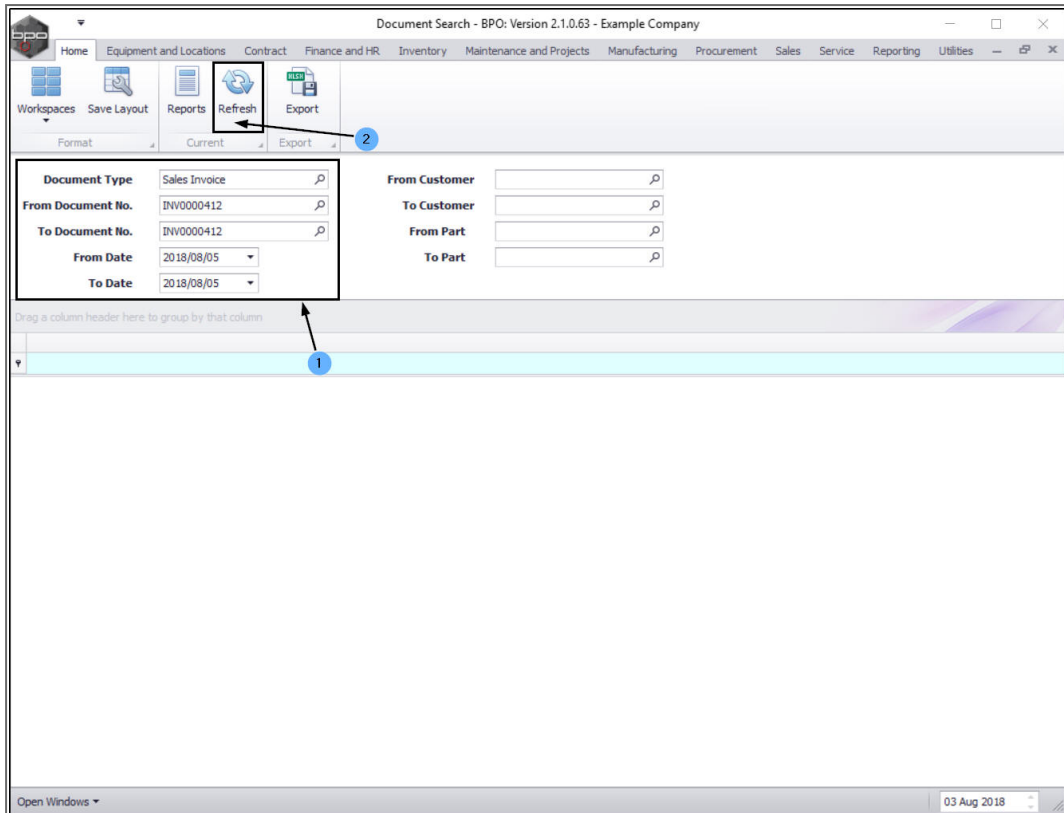 bpo
Document Search - BPO: Version 2.1.0.63 - Example Company
Home Equipment and Locations Contract Finance and HR Inventory Maintenance and Projects Manufacturing Procurement Sales Service Reporting Utilities
XLSX
Workspaces Save Layout Reports Refresh Export
Format Current Export
2
Document Type Sales Invoice From Customer
From Document No. INV0000412 To Customer
To Document No. INV0000412 From Part
From Date 2018/08/05 To Part
To Date 2018/08/05
Drag a column header here to group by that column
1
Open Windows 03 Aug 2018